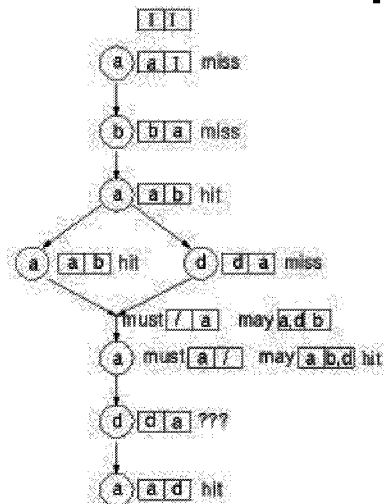 I I
a a I miss
b b a miss
a a b hit
a a b hit d d a miss
must / a may a,d b
a must a / may a b,d hit
d d a ???
a a d hit